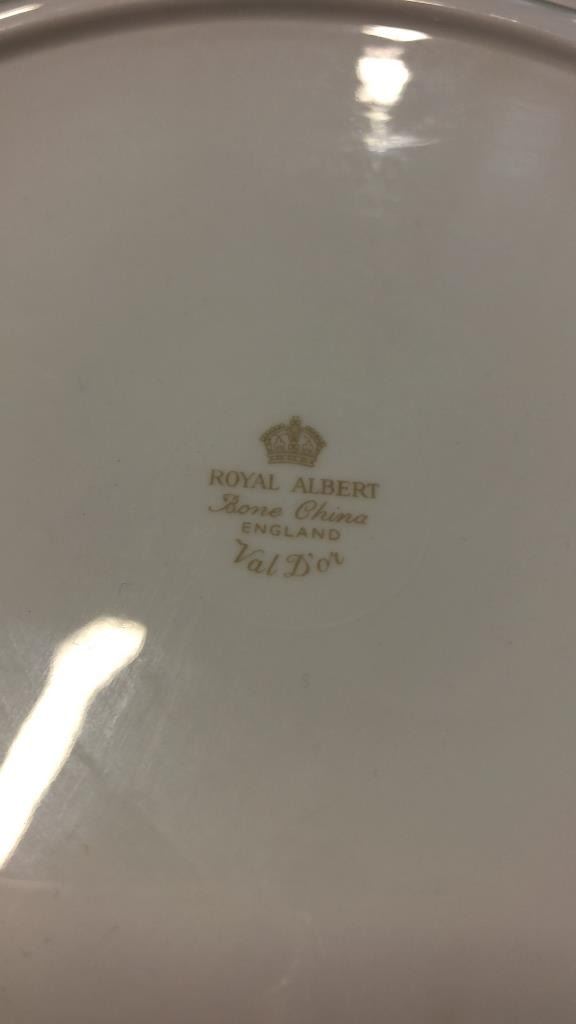 ROYAL ALBERT
Bone China
ENGLAND
Val D'or